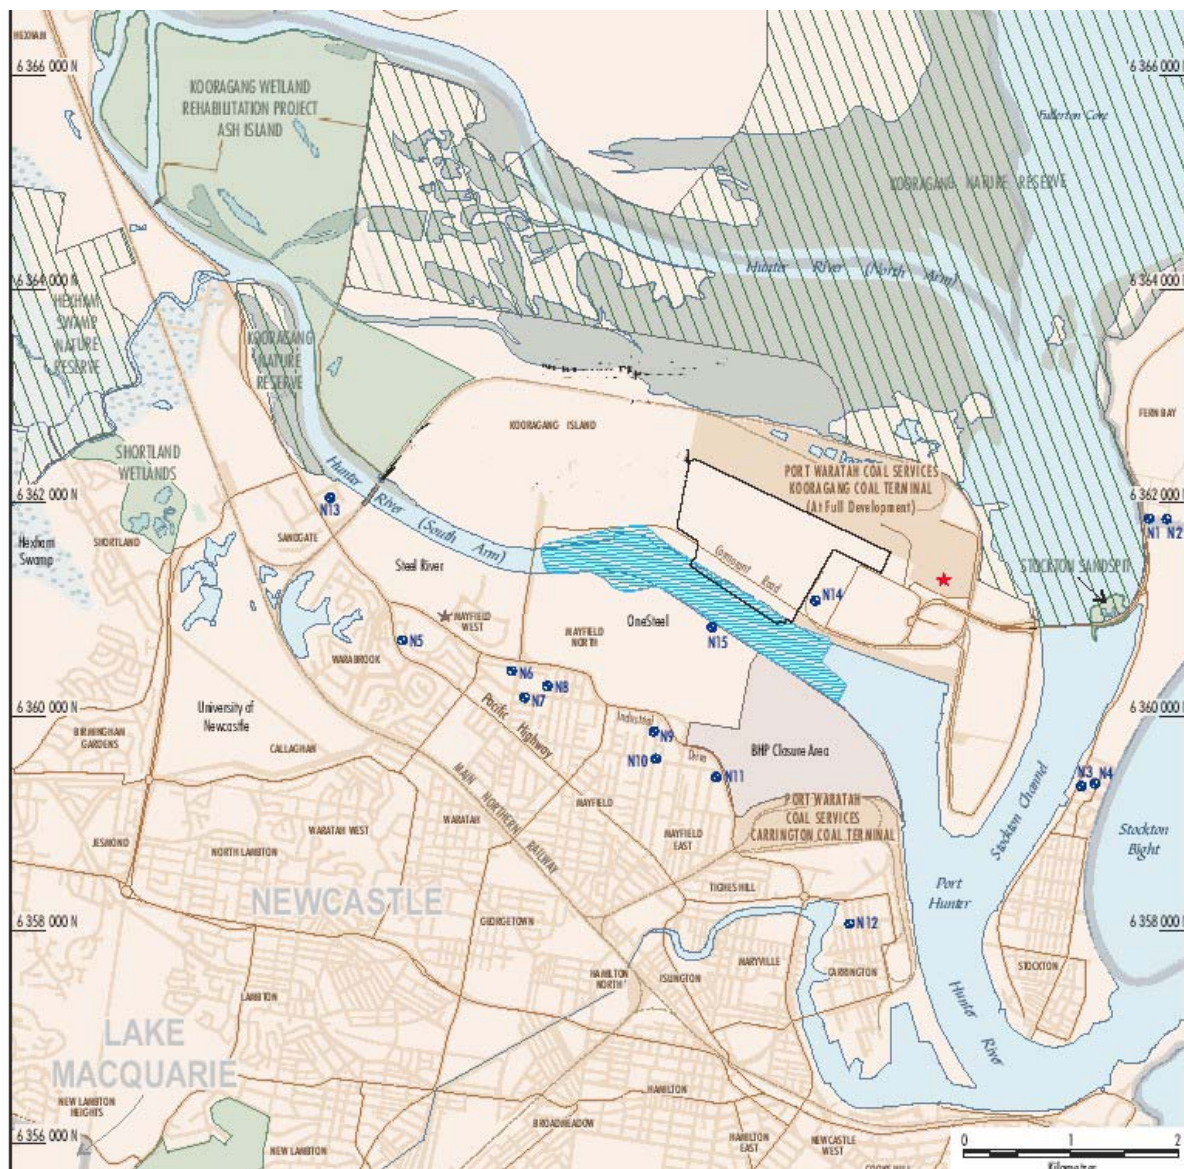 HEXHAM
6 366 000 N
6 366 000 N
KOORAGANG WETLAND
REHABILITATION PROJECT
ASH ISLAND
Fullerton Cove
KOORAGANG NATURE RESERVE
6 364 000 N
6 364 000 N
Hunter River (North Arm)
HEXHAM
SWAMP
NATURE
RESERVE
KOORAGANG
NATURE
RESERVE
KOORAGANG ISLAND
FERN BAY
SHORTLAND
WETLANDS
PORT WARATAH COAL SERVICES
KOORAGANG COAL TERMINAL
(At Full Development)
6 362 000 N
6 362 000 N
Hunter River (South Arm)
N13
N1
N2
SHORTLAND
SANDGATE
Hexham
Swamp
Steel River
Cormorant Road
STOCKTON SANDSPIT
N14
MAYFIELD
WEST
OneSteel
N15
MAYFIELD
NORTH
N5
WARABROOK
N6
N8
N7
University of
Newcastle
Pacific Highway
6 360 000 N
6 360 000 N
BIRMINGHAM
GARDENS
CALLAGHAN
Industrial Drive
N9
N10
BHP Closure Area
N11
N3
N4
MAIN NORTHERN RAILWAY
MAYFIELD
PORT WARATAH
COAL SERVICES
CARRINGTON COAL TERMINAL
Stockton Channel
WARATAH WEST
WARATAH
MAYFIELD
EAST
JESMOND
NORTH LAMBTON
Stockton
Bight
TIGHES HILL
Port
Hunter
NEWCASTLE
GEORGETOWN
6 358 000 N
6 358 000 N
N12
MARYVILLE
CARRINGTON
STOCKTON
HAMILTON
NORTH
ISLINGTON
LAMBTON
Hunter River
LAKE
MACQUARIE
HAMILTON
NEW LAMBTON
HEIGHTS
BROADMEADOW
6 356 000 N
NEW LAMBTON
HAMILTON
EAST
NEWCASTLE
WEST
0 1 2
Kilometres